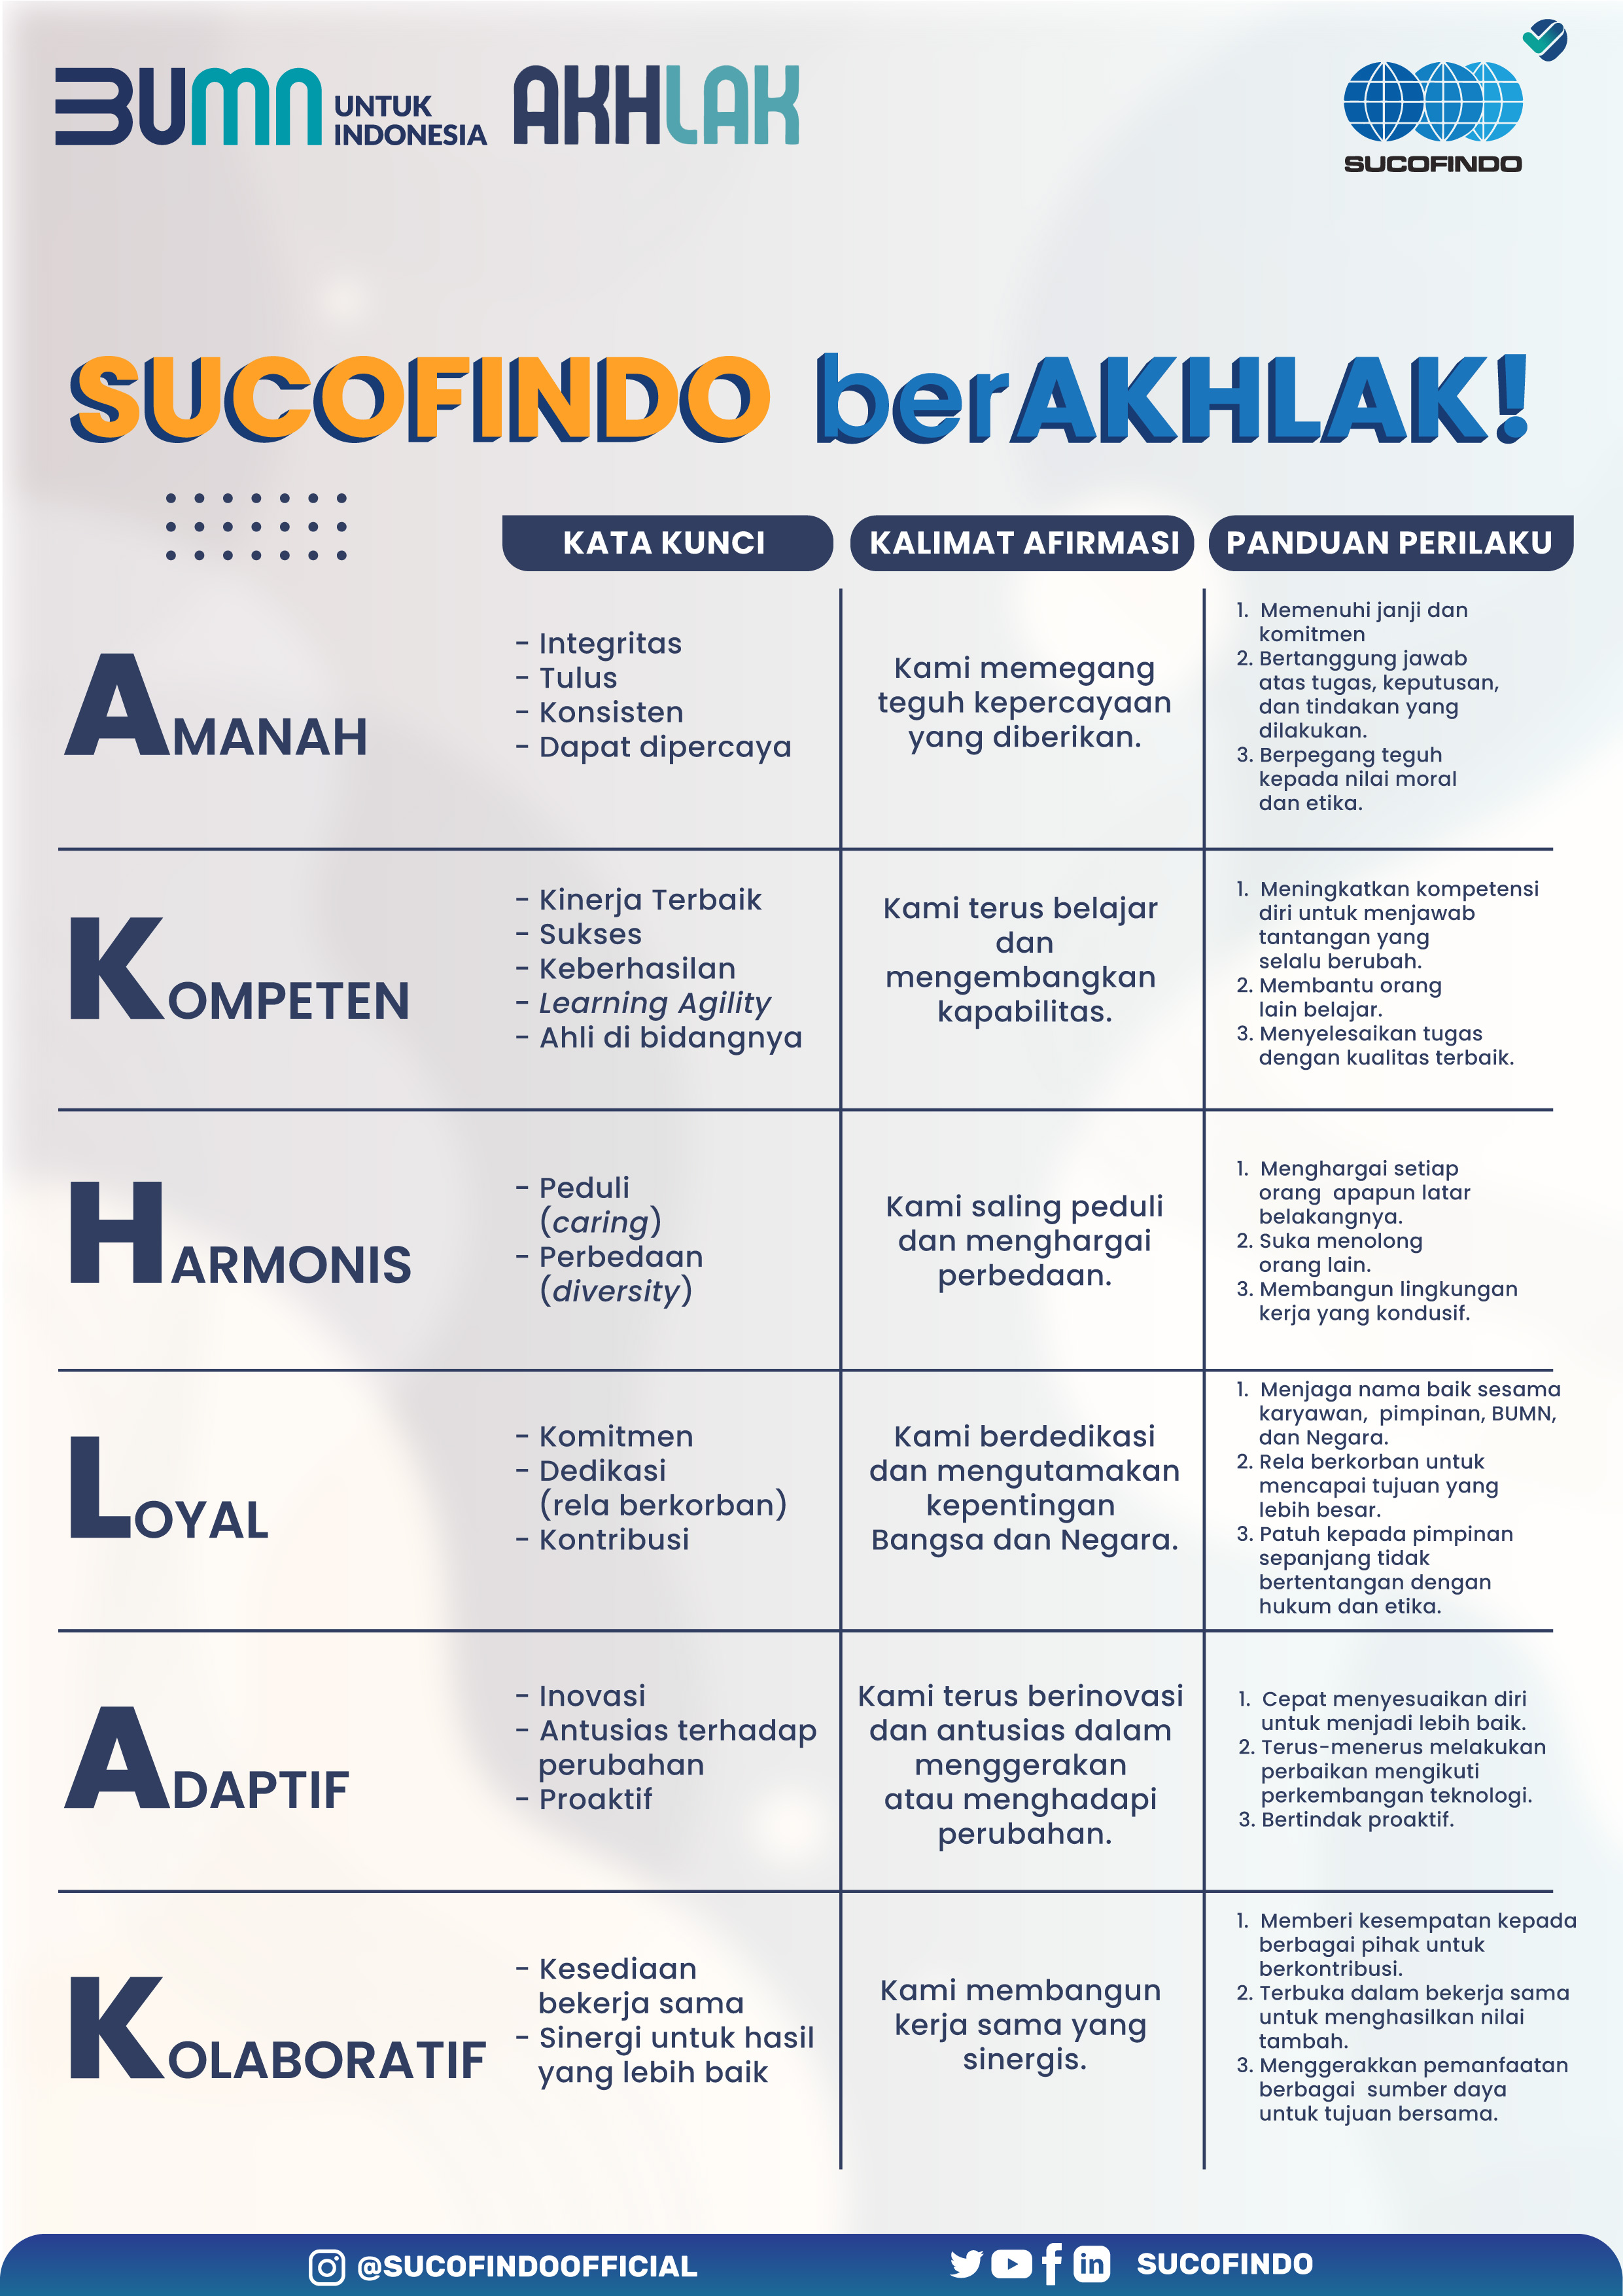 BUMN UNTUK
INDONESIA
AKHLAK
SUCOFINDO
SUCOFINDO berAKHLAK!
KATA KUNCI
KALIMAT AFIRMASI
PANDUAN PERILAKU
AMANAH
- Integritas
- Tulus
- Konsisten
- Dapat dipercaya
Kami memegang
teguh kepercayaan
yang diberikan.
1. Memenuhi janji dan
komitmen
2. Bertanggung jawab
atas tugas, keputusan,
dan tindakan yang
dilakukan.
3. Berpegang teguh
kepada nilai moral
dan etika.
KOMPETEN
- Kinerja Terbaik
- Sukses
- Keberhasilan
- Learning Agility
- Ahli di bidangnya
Kami terus belajar
dan
mengembangkan
kapabilitas.
1. Meningkatkan kompetensi
diri untuk menjawab
tantangan yang
selalu berubah.
2. Membantu orang
lain belajar.
3. Menyelesaikan tugas
dengan kualitas terbaik.
HARMONIS
- Peduli
(caring)
- Perbedaan
(diversity)
Kami saling peduli
dan menghargai
perbedaan.
1. Menghargai setiap
orang apapun latar
belakangnya.
2. Suka menolong
orang lain.
3. Membangun lingkungan
kerja yang kondusif.
LOYAL
- Komitmen
- Dedikasi
(rela berkorban)
- Kontribusi
Kami berdedikasi
dan mengutamakan
kepentingan
Bangsa dan Negara.
1. Menjaga nama baik sesama
karyawan, pimpinan, BUMN,
dan Negara.
2. Rela berkorban untuk
mencapai tujuan yang
lebih besar.
3. Patuh kepada pimpinan
sepanjang tidak
bertentangan dengan
hukum dan etika.
ADAPTIF
- Inovasi
- Antusias terhadap
perubahan
- Proaktif
Kami terus berinovasi
dan antusias dalam
menggerakan
atau menghadapi
perubahan.
1. Cepat menyesuaikan diri
untuk menjadi lebih baik.
2. Terus-menerus melakukan
perbaikan mengikuti
perkembangan teknologi.
3. Bertindak proaktif.
KOLABORATIF
- Kesediaan
bekerja sama
- Sinergi untuk hasil
yang lebih baik
Kami membangun
kerja sama yang
sinergis.
1. Memberi kesempatan kepada
berbagai pihak untuk
berkontribusi.
2. Terbuka dalam bekerja sama
untuk menghasilkan nilai
tambah.
3. Menggerakkan pemanfaatan
berbagai sumber daya
untuk tujuan bersama.
@SUCOFINDOOFFICIAL
SUCOFINDO